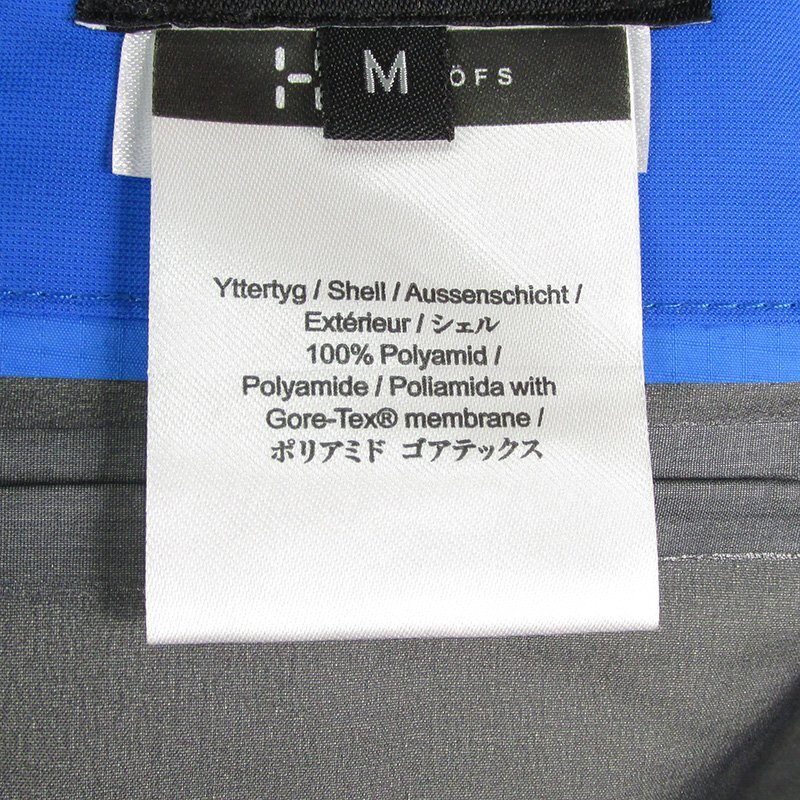 M
ÖFS
Yttertyg / Shell / Aussenschicht /
Extérieur / シェル
100% Polyamid /
Polyamide / Poliamida with
Gore-Tex® membrane /
ポリアミド ゴアテックス